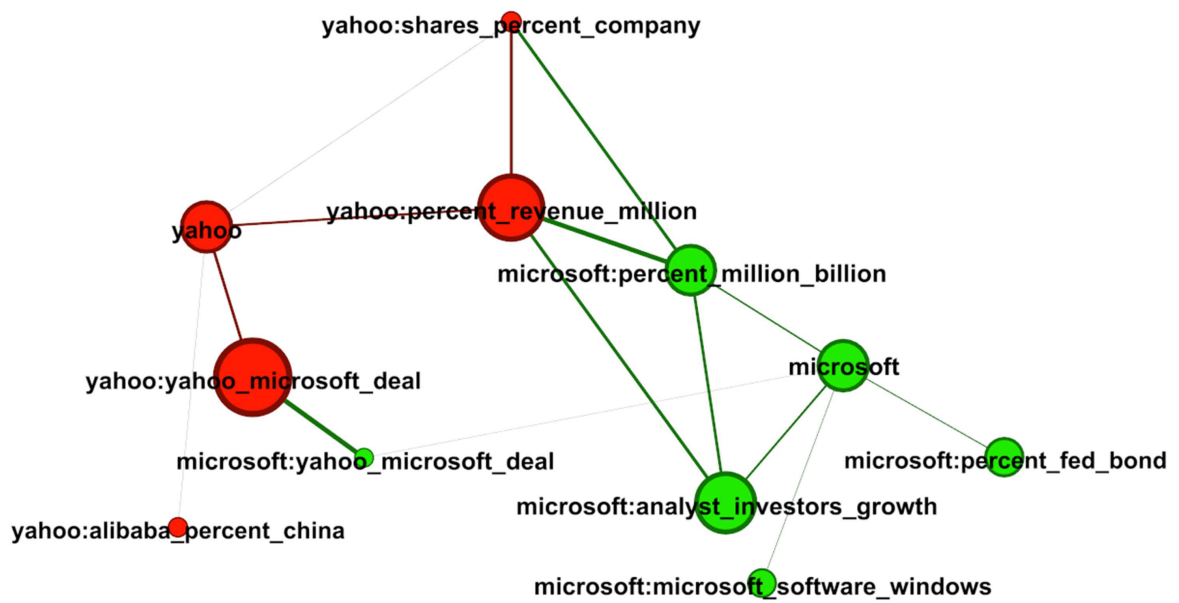 yahoo:shares_percent_company
yahoo:percent_revenue_million
yahoo
microsoft:percent_million_billion
microsoft
yahoo:yahoo_microsoft_deal
microsoft:yahoo_microsoft_deal
microsoft:percent_fed_bond
microsoft:analyst_investors_growth
yahoo:alibaba_percent_china
microsoft:microsoft_software_windows